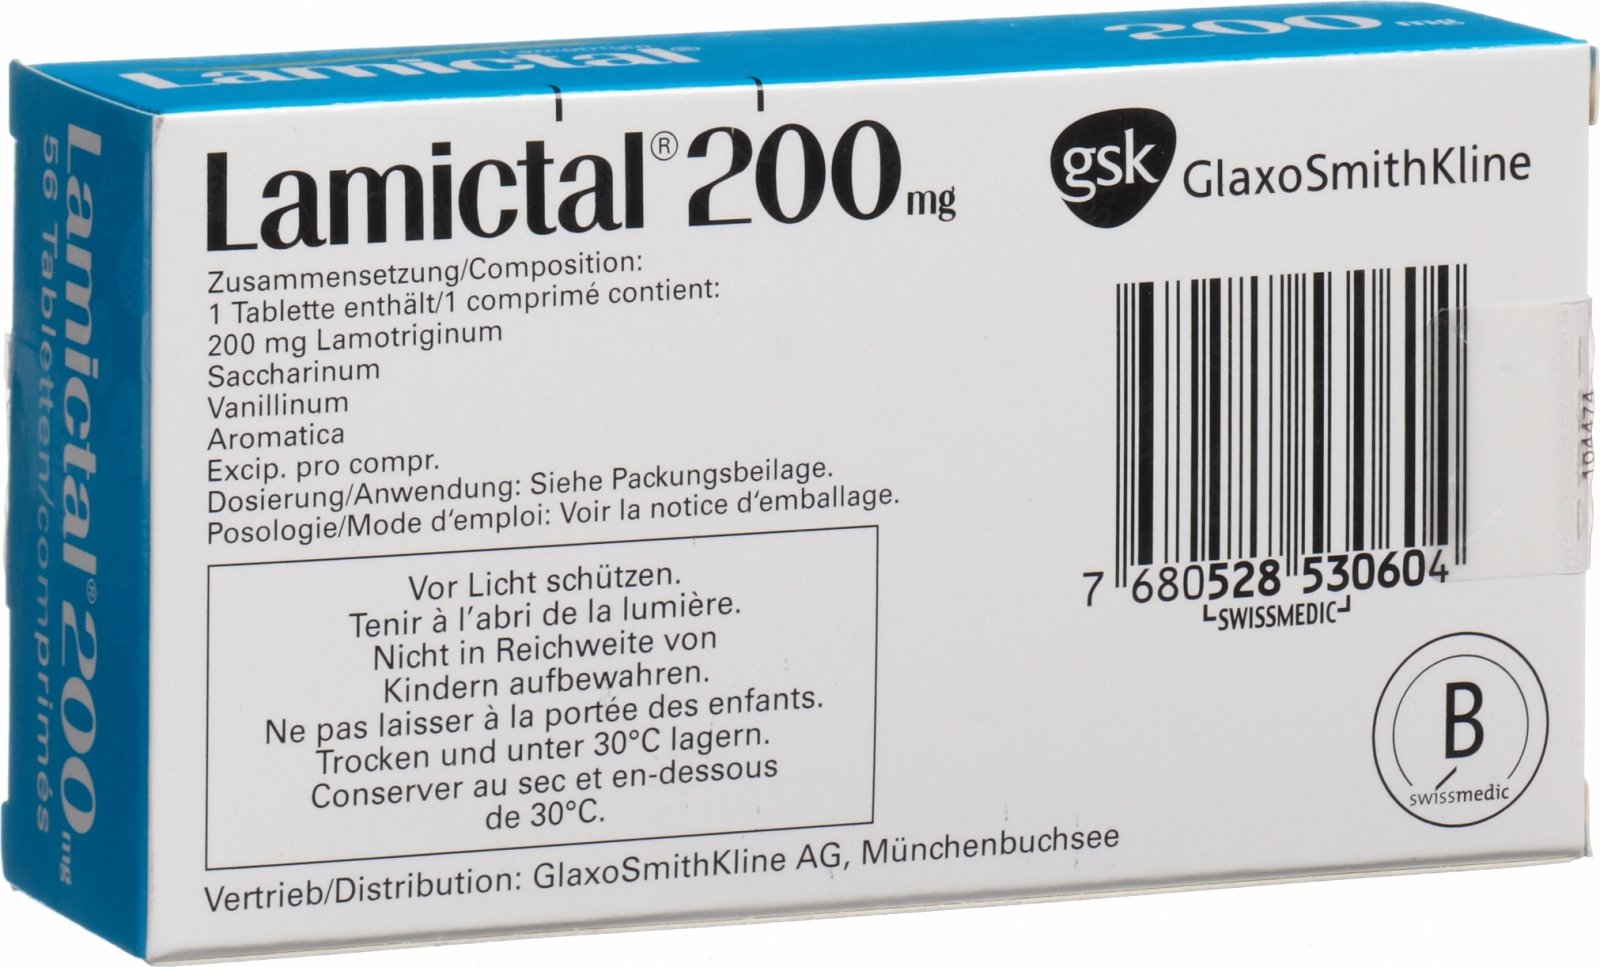 Lamictal®
200 mg
Lamictal® 200 mg
56 Tabletten/comprimés
Lamictal® 200 mg
gsk GlaxoSmithKline
Zusammensetzung/Composition:
1 Tablette enthält/1 comprimé contient:
200 mg Lamotriginum
Saccharinum
Vanillinum
Aromatica
Excip. pro compr.
Dosierung/Anwendung: Siehe Packungsbeilage.
Posologie/Mode d'emploi: Voir la notice d'emballage.
Vor Licht schützen.
Tenir à l'abri de la lumière.
Nicht in Reichweite von
Kindern aufbewahren.
Ne pas laisser à la portée des enfants.
Trocken und unter 30°C lagern.
Conserver au sec et en-dessous
de 30°C.
Vertrieb/Distribution: GlaxoSmithKline AG, Münchenbuchsee
7 680528 530604
SWISSMEDIC
B
swissmedic